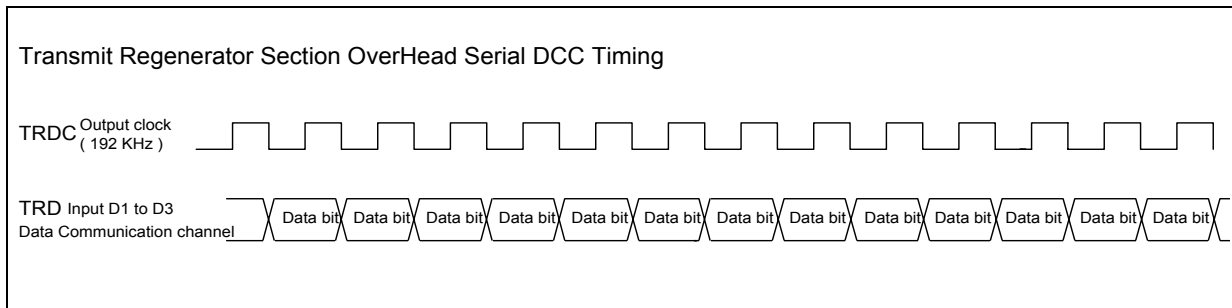 Transmit Regenerator Section OverHead Serial DCC Timing
TRDC Output clock
( 192 KHz )
TRD Input D1 to D3
Data Communication channel
Data bit Data bit Data bit Data bit Data bit Data bit Data bit Data bit Data bit Data bit Data bit Data bit Data bit